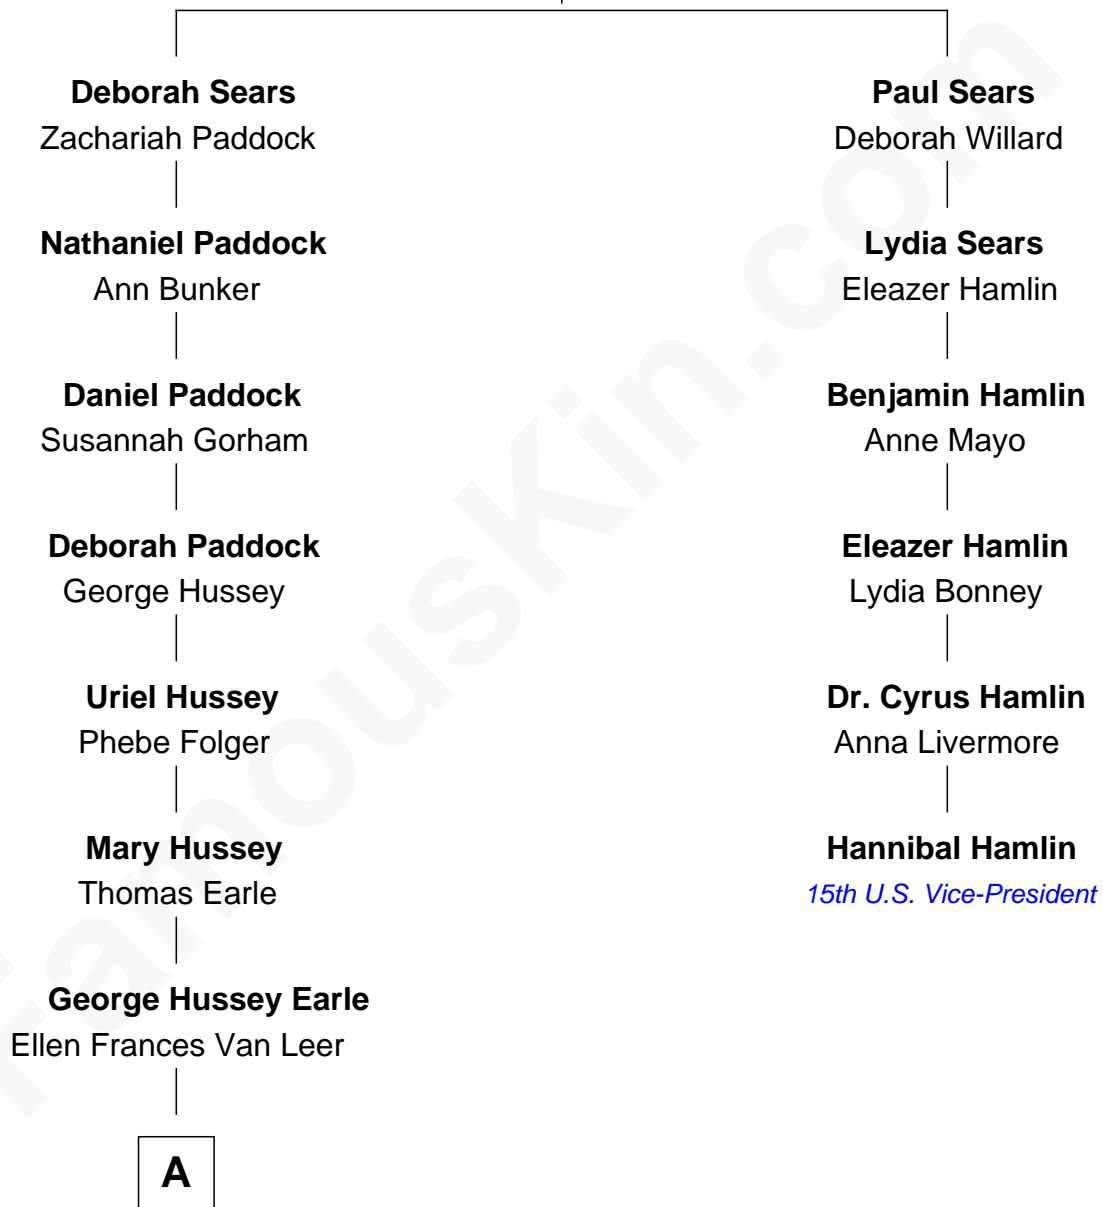 Deborah Sears
Zachariah Paddock
Nathaniel Paddock
Ann Bunker
Daniel Paddock
Susannah Gorham
Deborah Paddock
George Hussey
Uriel Hussey
Phebe Folger
Mary Hussey
Thomas Earle
George Hussey Earle
Ellen Frances Van Leer
A
Paul Sears
Deborah Willard
Lydia Sears
Eleazer Hamlin
Benjamin Hamlin
Anne Mayo
Eleazer Hamlin
Lydia Bonney
Dr. Cyrus Hamlin
Anna Livermore
Hannibal Hamlin
15th U.S. Vice-President
FamousKin.com